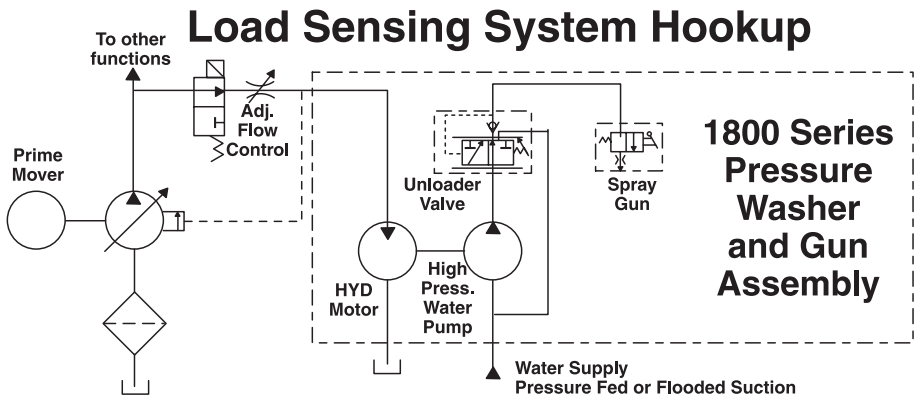 Load Sensing System Hookup
To other
functions
Adj.
Flow
Control
Prime
Mover
Unloader
Valve
Spray
Gun
1800 Series
Pressure
Washer
and Gun
Assembly
HYD
Motor
High
Press.
Water
Pump
Water Supply
Pressure Fed or Flooded Suction